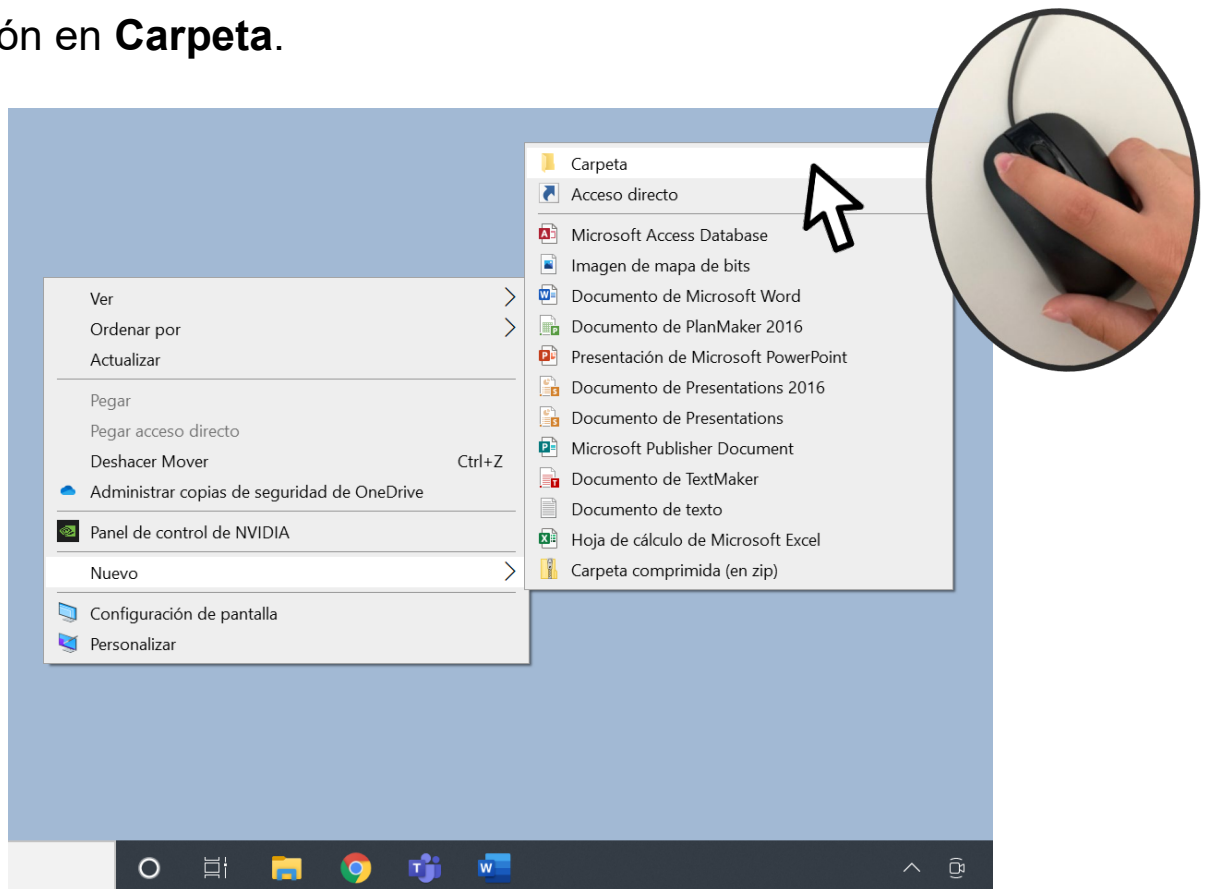 ón en Carpeta.
Carpeta
Acceso directo
Microsoft Access Database
Imagen de mapa de bits
Documento de Microsoft Word
Documento de PlanMaker 2016
Presentación de Microsoft PowerPoint
Documento de Presentations 2016
Documento de Presentations
Microsoft Publisher Document
Documento de TextMaker
Documento de texto
Hoja de cálculo de Microsoft Excel
Carpeta comprimida (en zip)
Ver
Ordenar por
Actualizar
Pegar
Pegar acceso directo
Deshacer Mover Ctrl+Z
Administrar copias de seguridad de OneDrive
Panel de control de NVIDIA
Nuevo
Configuración de pantalla
Personalizar